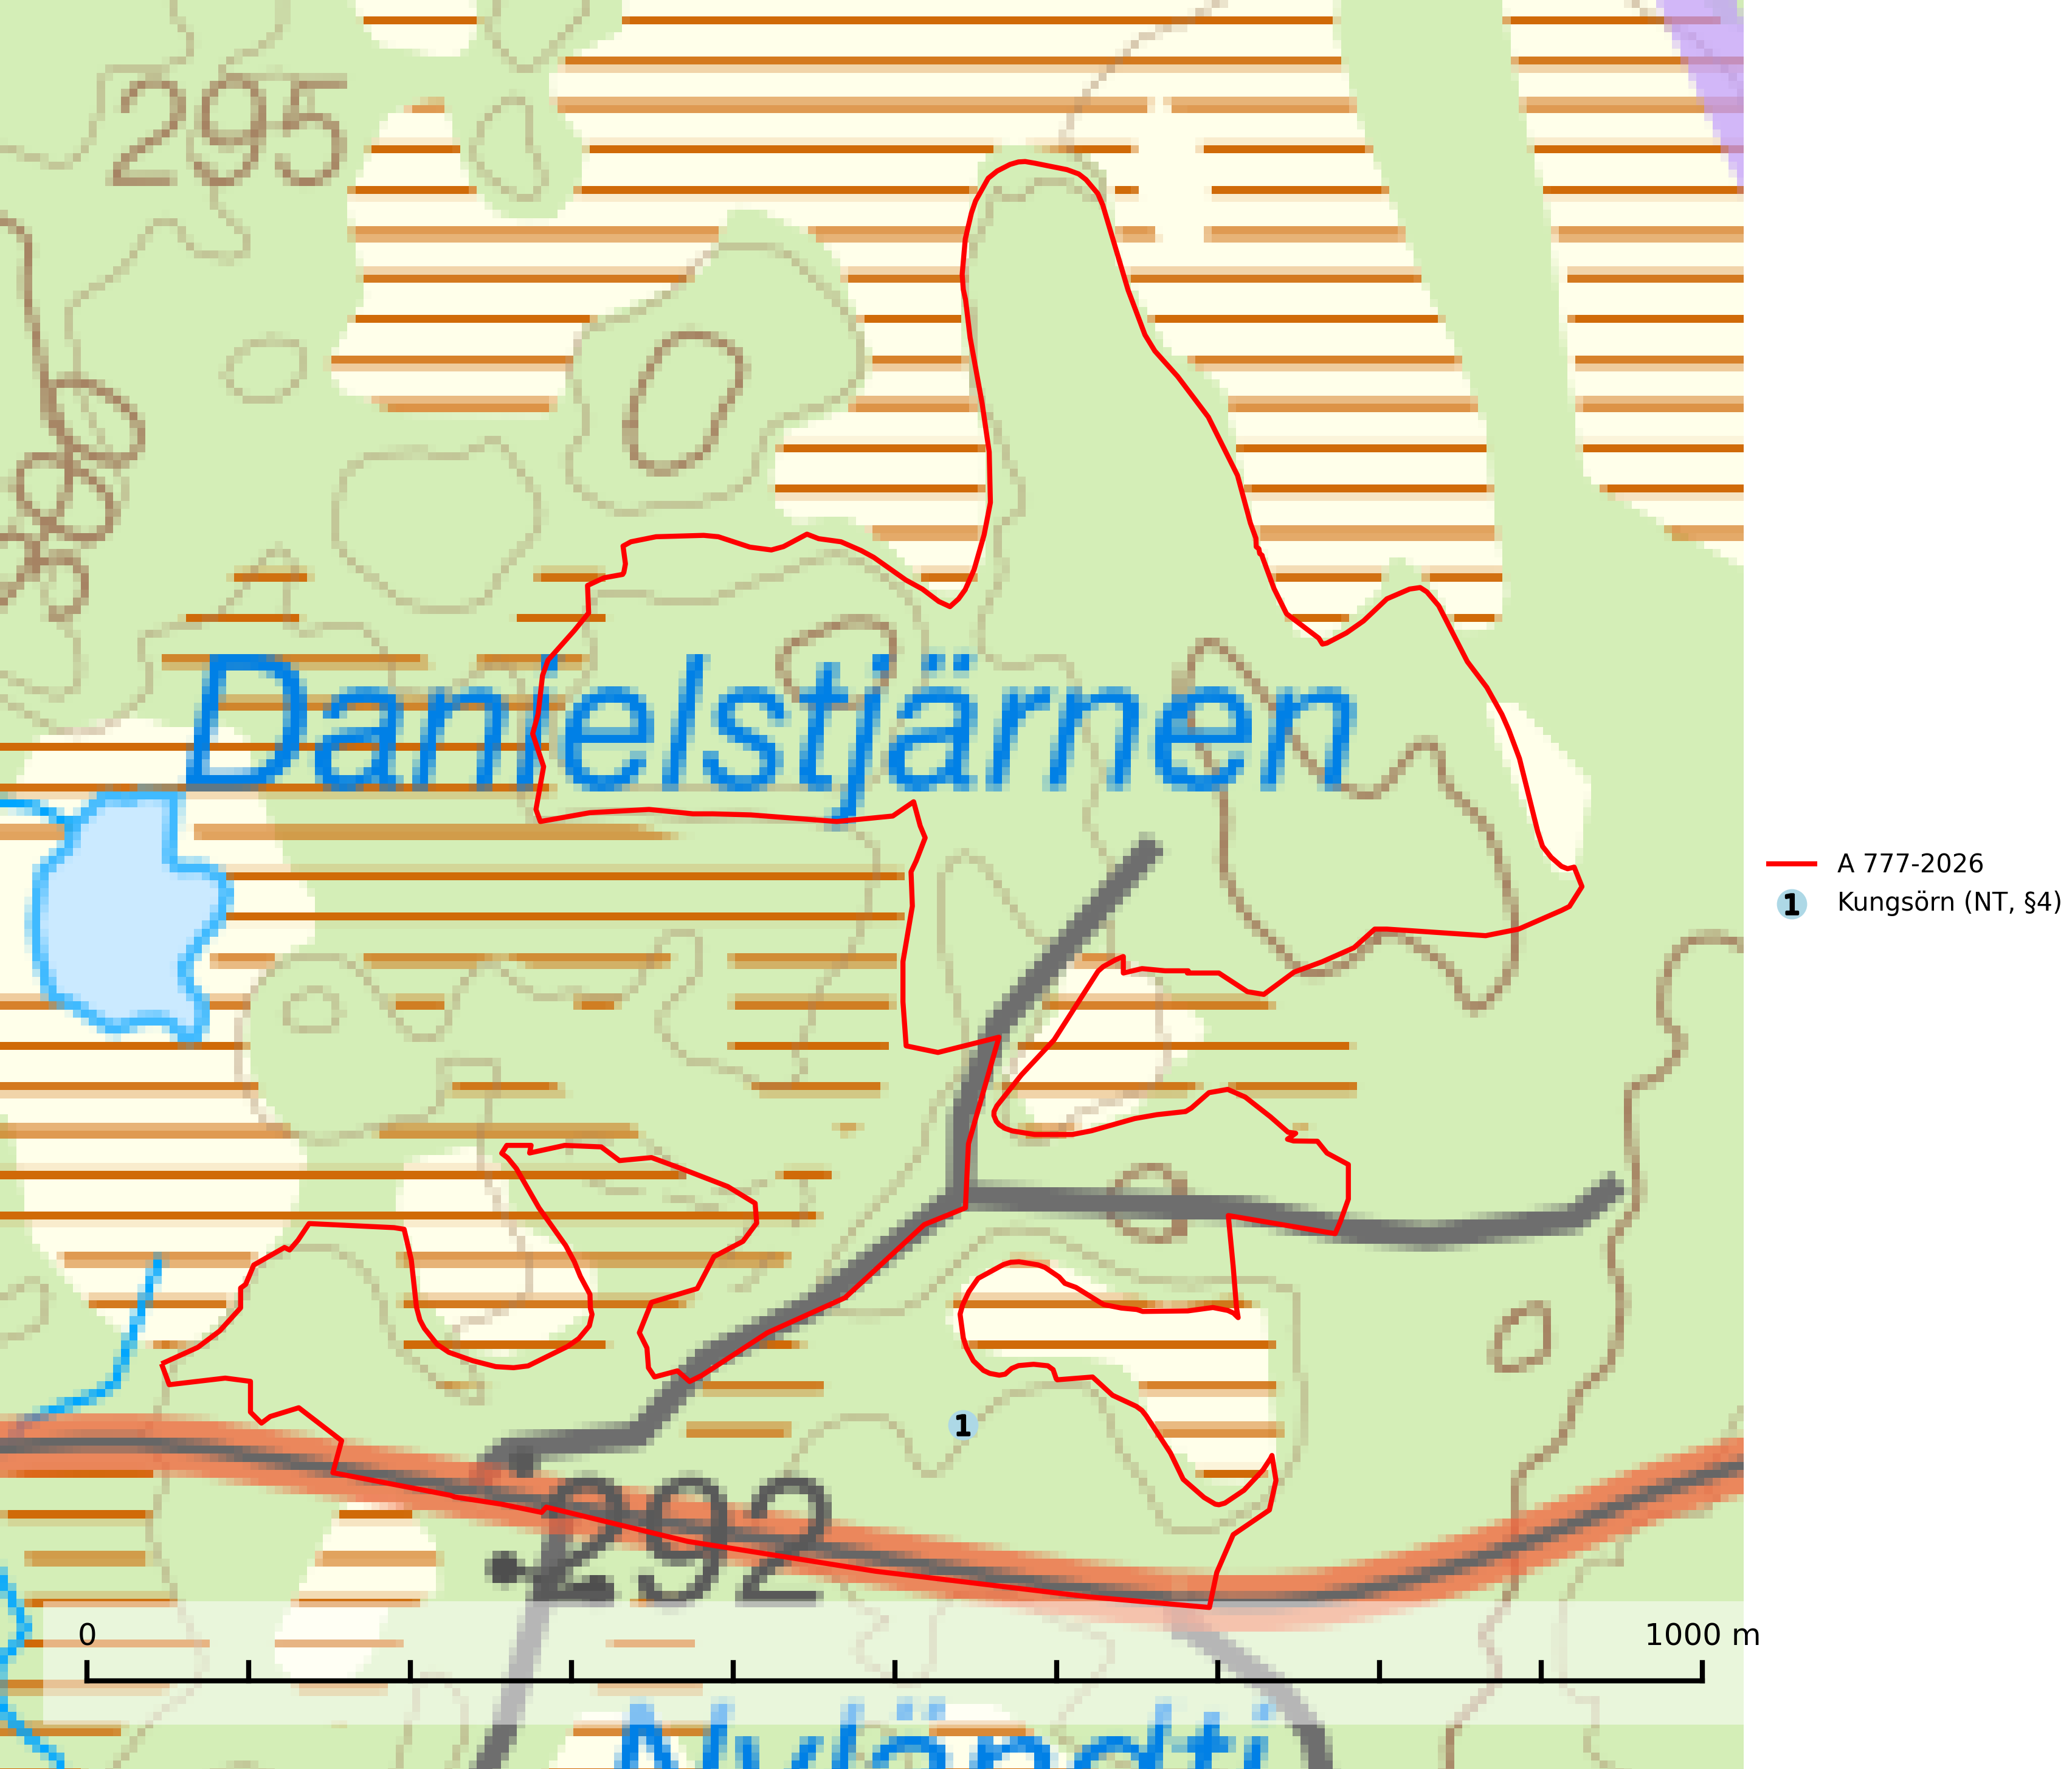 295
Danielstjärnen
A 777-2026
1 Kungsörn (NT, §4)
1
292
0
1000 m